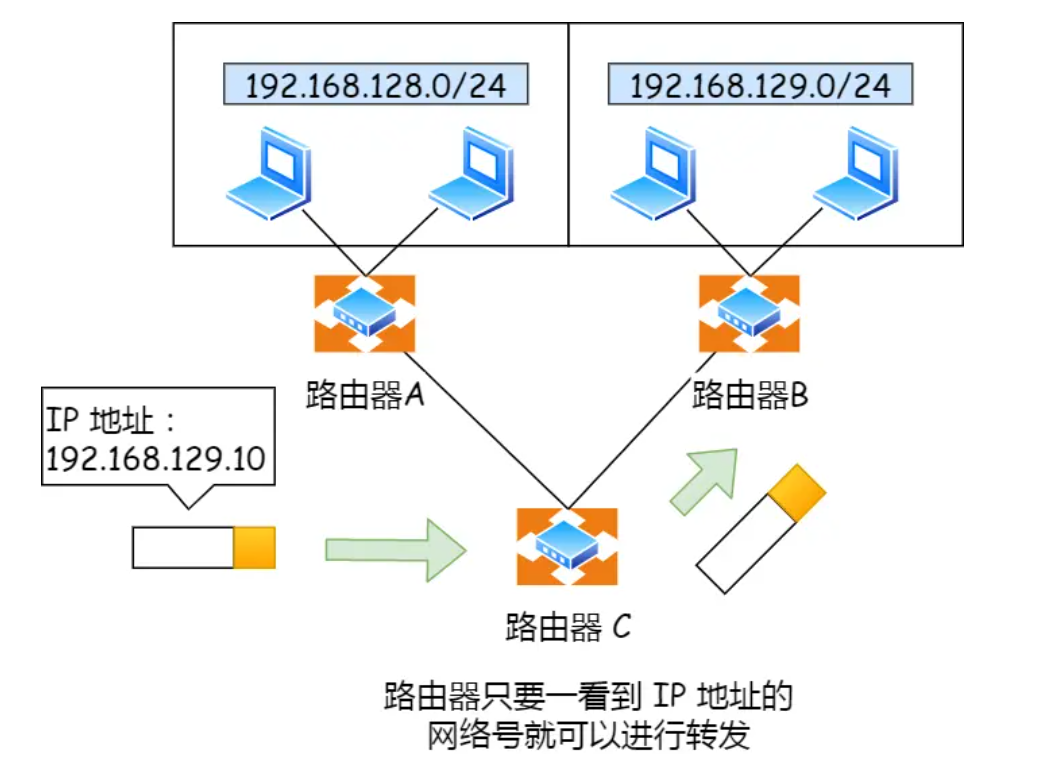 192.168.128.0/24
192.168.129.0/24
路由器A
路由器B
IP 地址：
192.168.129.10
路由器 C
路由器只要一看到 IP 地址的
网络号就可以进行转发